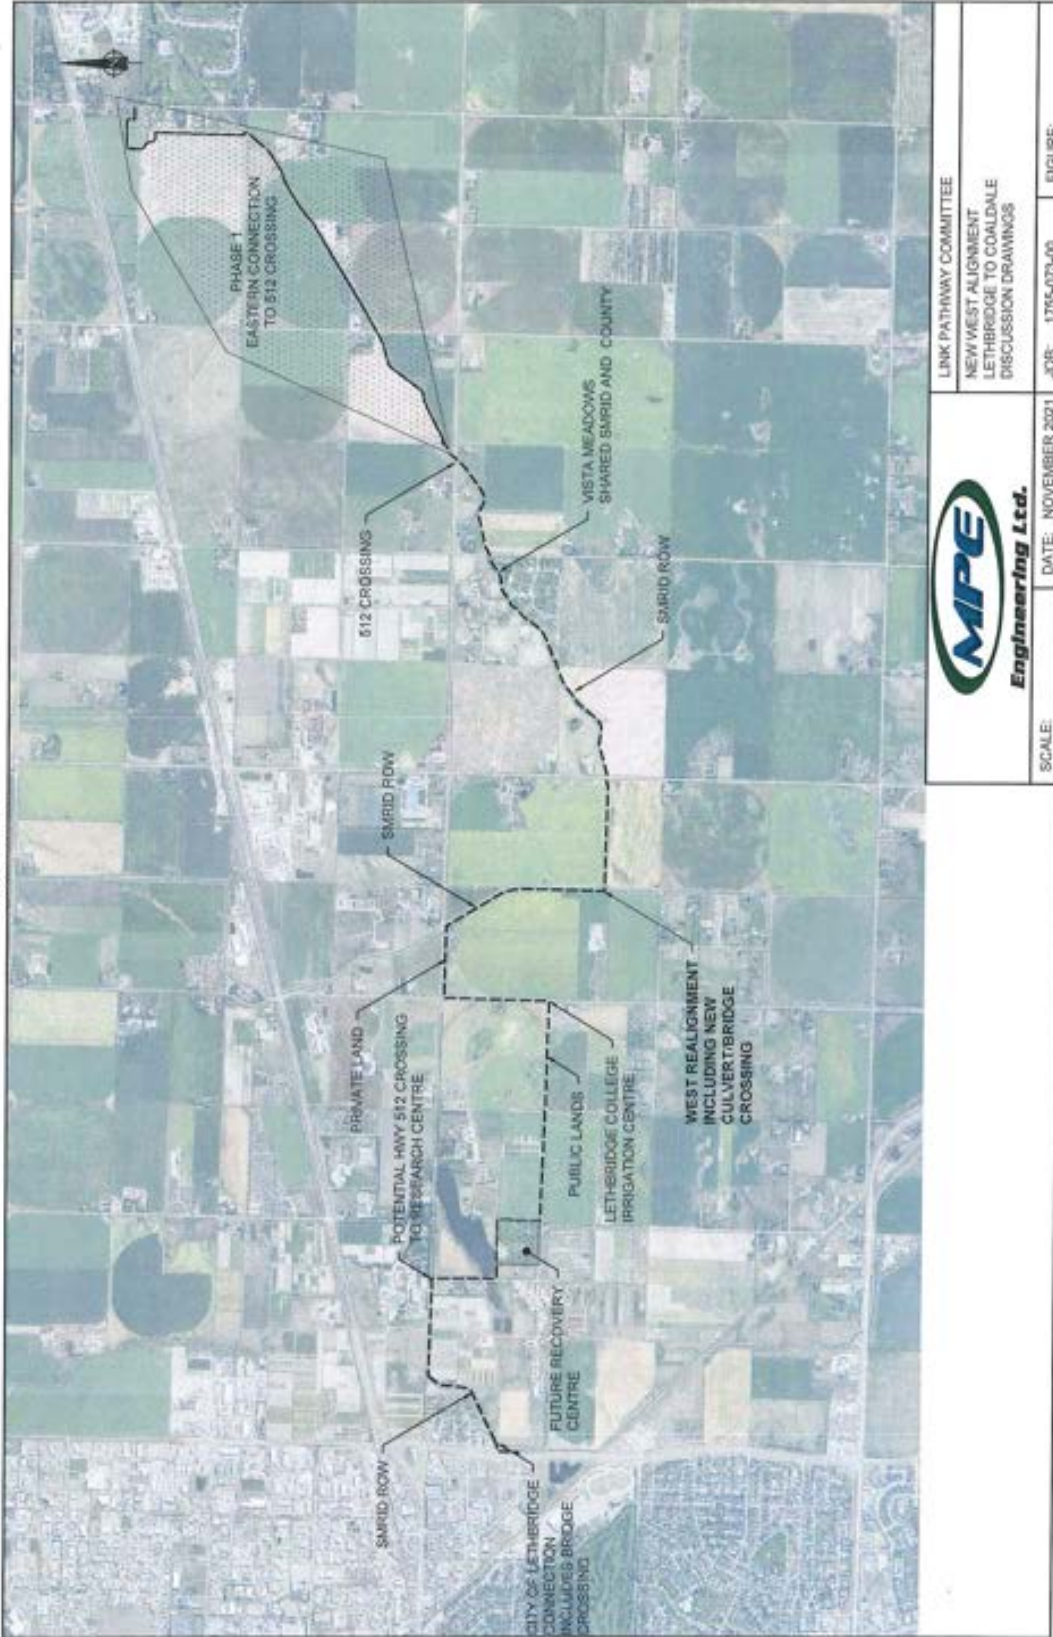 PHASE 1
EASTERN CONNECTION
TO 512 CROSSING
512 CROSSING
VISTA MEADOWS
SHARED SMRID AND COUNTY
SMRID ROW
SMRID ROW
PRIVATE LAND
POTENTIAL HWY 512 CROSSING
TO RESEARCH CENTRE
WEST REALIGNMENT
INCLUDING NEW
CULVERT/BRIDGE
CROSSING
LETHBRIDGE COLLEGE
IRRIGATION CENTRE
PUBLIC LANDS
FUTURE RECOVERY
CENTRE
SMRID ROW
CITY OF LETHBRIDGE
CONNECTION
INCLUDES BRIDGE
CROSSING
MPE
Engineering Ltd.
LINK PATHWAY COMMITTEE
NEW WEST ALIGNMENT
LETHBRIDGE TO COALDALE
DISCUSSION DRAWINGS
SCALE:
DATE: NOVEMBER 2021
JOB: 1755-073-00
FIGURE: